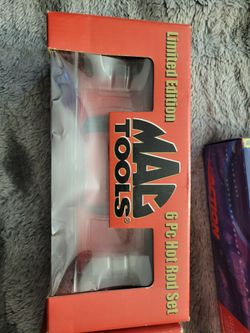 Limited Edition
MAC
TOOLS®
6 PC Hot Rod Set